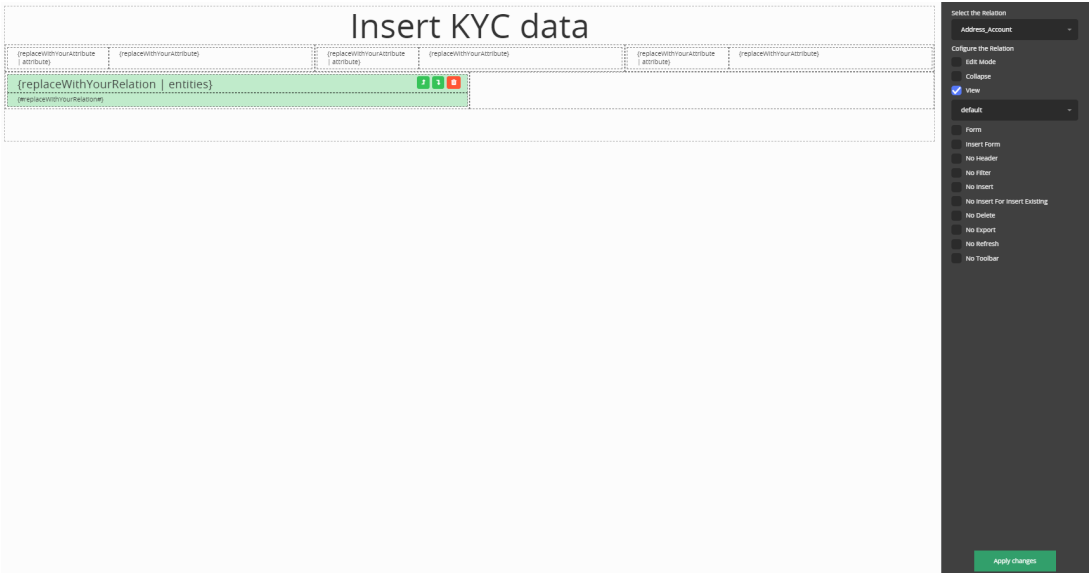 Insert KYC data
{replaceWithYourAttribute
| attribute}
{replaceWithYourAttribute}
{replaceWithYourAttribute
| attribute}
{replaceWithYourAttribute}
{replaceWithYourAttribute
| attribute}
{replaceWithYourAttribute}
{replaceWithYourRelation | entities}
{#replaceWithYourRelation#}
Select the Relation
Address_Account
Cofigure the Relation
Edit Mode
Collapse
View
default
Form
Insert Form
No Header
No Filter
No Insert
No Insert For Insert Existing
No Delete
No Export
No Refresh
No Toolbar
Apply changes